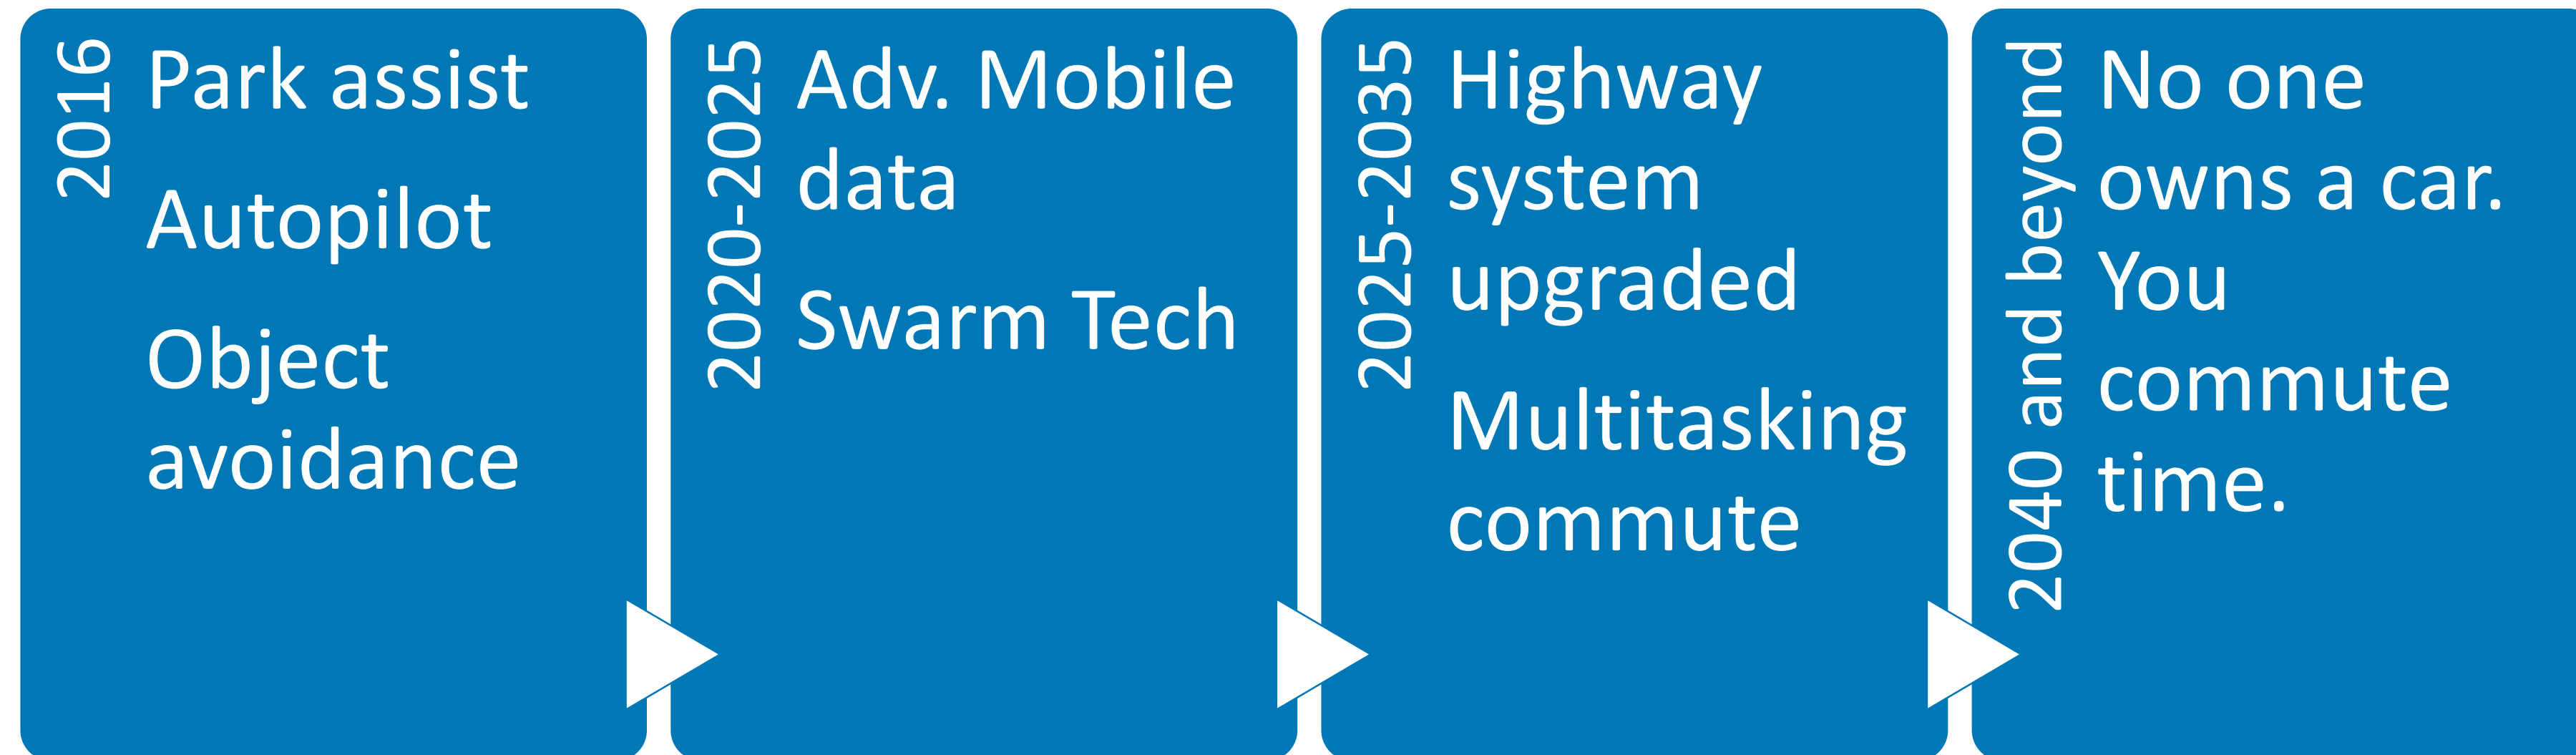 2016
Park assist
Autopilot
Object
avoidance
2020-2025
Adv. Mobile
data
Swarm Tech
2025-2035
Highway
system
upgraded
Multitasking
commute
2040 and beyond
No one
owns a car.
You
commute
time.